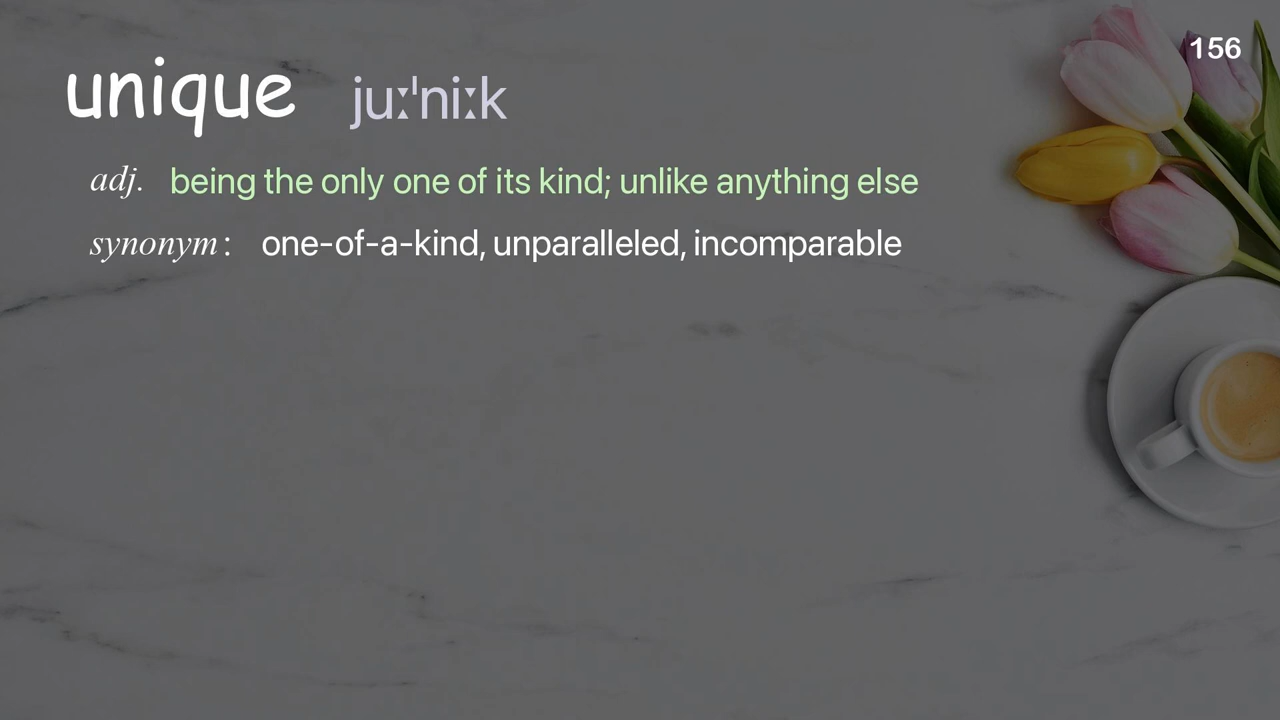 156
unique juːˈniːk
adj. being the only one of its kind; unlike anything else
synonym: one-of-a-kind, unparalleled, incomparable